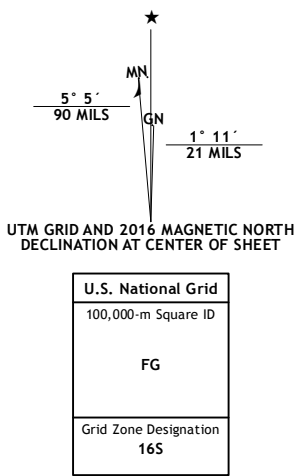 ★
MN
5° 5´
90 MILS
GN
1° 11´
21 MILS
UTM GRID AND 2016 MAGNETIC NORTH
DECLINATION AT CENTER OF SHEET
U.S. National Grid
100,000-m Square ID
FG
Grid Zone Designation
16S